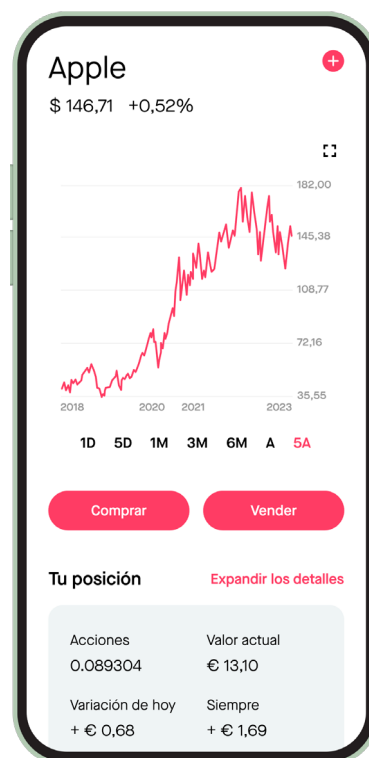 Apple
$ 146,71 +0,52%
182,00
145,38
108,77
72,16
35,55
2018 2020 2021 2023
1D 5D 1M 3M 6M A 5A
Comprar Vender
Tu posición Expandir los detalles
Acciones Valor actual
0.089304 € 13,10
Variación de hoy Siempre
+ € 0,68 + € 1,69